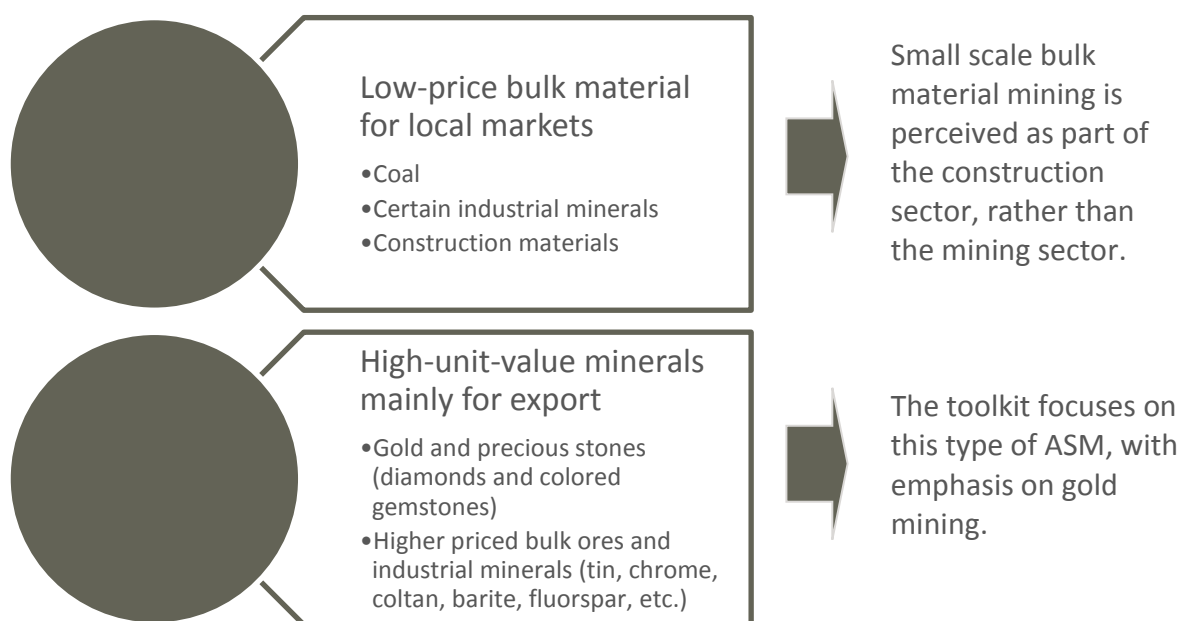 Low-price bulk material
for local markets
•Coal
•Certain industrial minerals
•Construction materials
Small scale bulk
material mining is
perceived as part of
the construction
sector, rather than
the mining sector.
High-unit-value minerals
mainly for export
•Gold and precious stones
(diamonds and colored
gemstones)
•Higher priced bulk ores and
industrial minerals (tin, chrome,
coltan, barite, fluorspar, etc.)
The toolkit focuses on
this type of ASM, with
emphasis on gold
mining.